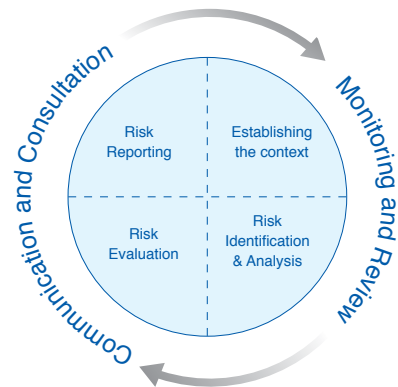 Communication and Consultation
Monitoring and Review
Risk
Reporting
Establishing
the context
Risk
Evaluation
Risk
Identification
& Analysis